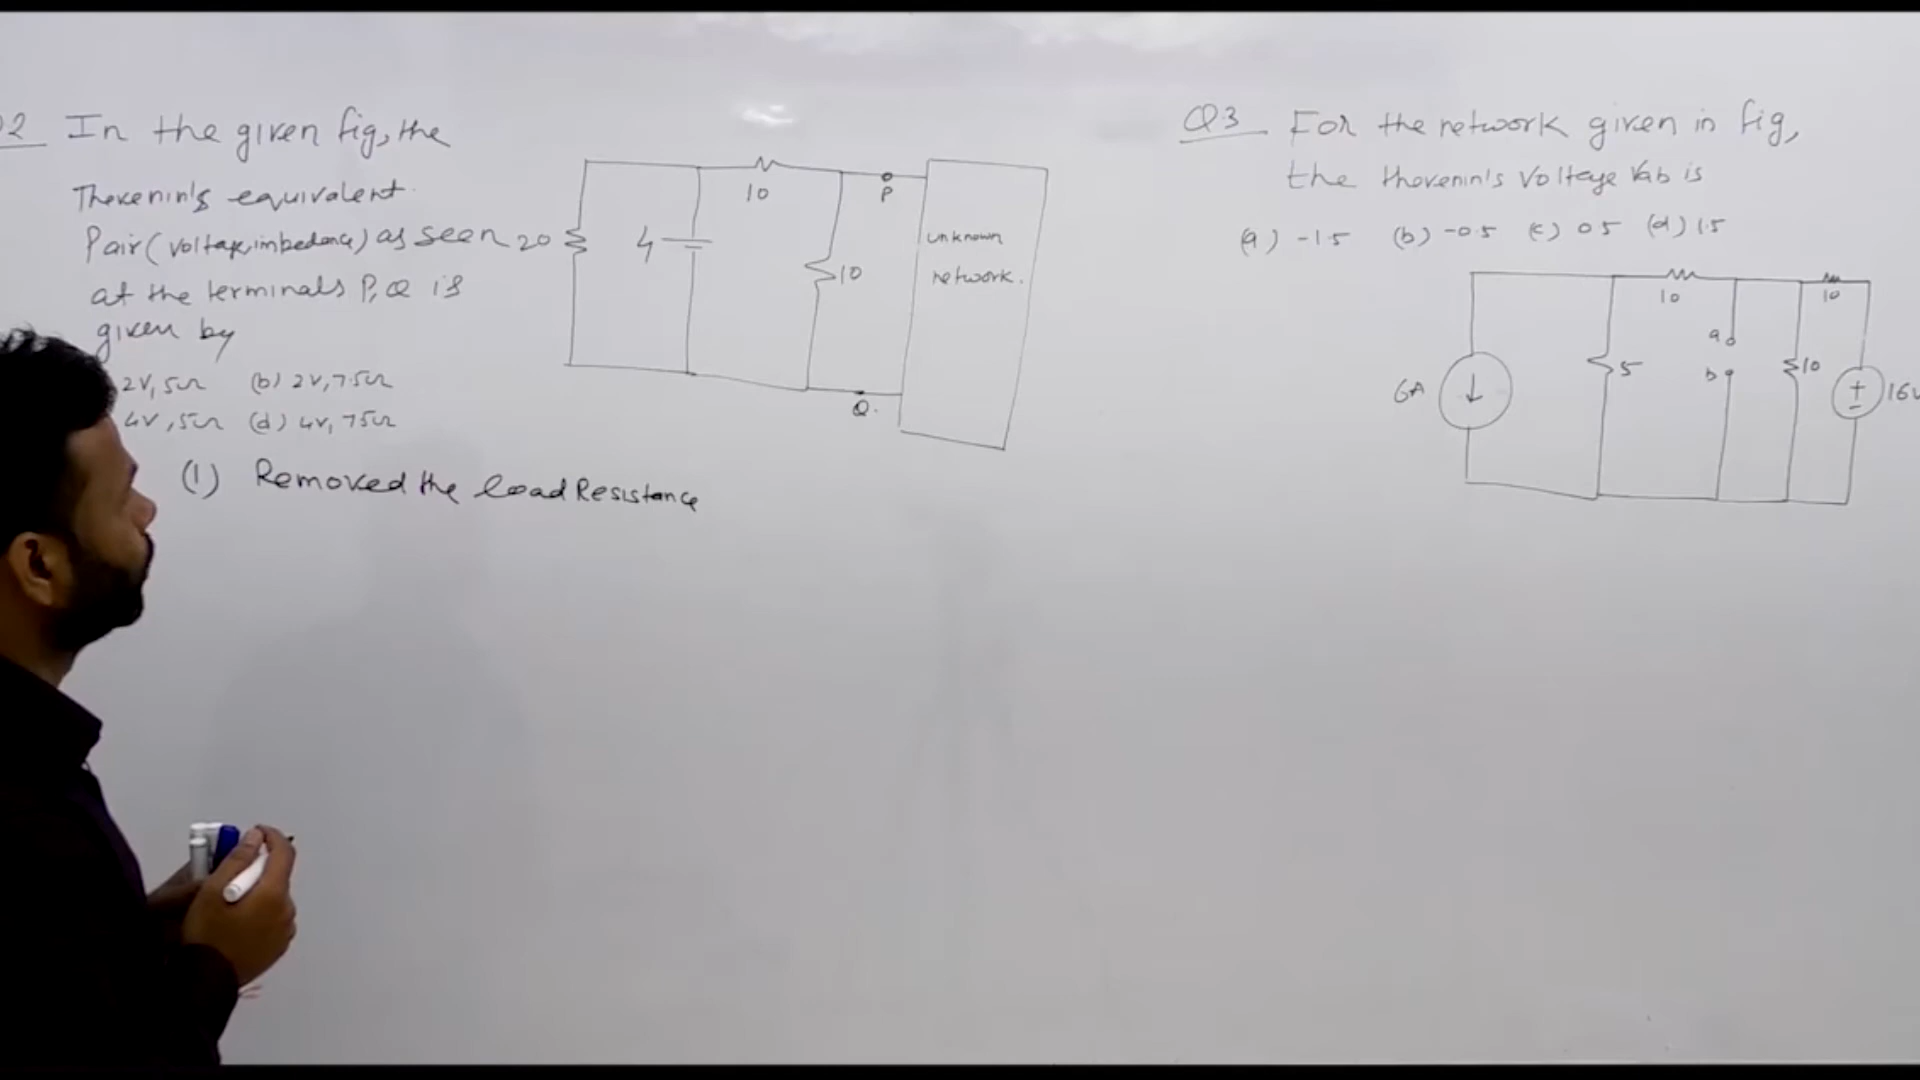 2 In the given fig, the
Thevenin's equivalent
Pair (voltage, impedance) as seen
at the terminals P, Q is
given by
2V, 5Ω (b) 2V, 7.5Ω
4V, 5Ω (d) 4V, 7.5Ω
(1) Removed the load Resistance
20
4
10
10
P
Q.
unknown
network.
Q3 For the network given in fig,
the thevenin's Voltage Vab is
(a) -1.5 (b) -0.5 (c) 0.5 (d) 1.5
6A
5
10
a
b
10
10
16V